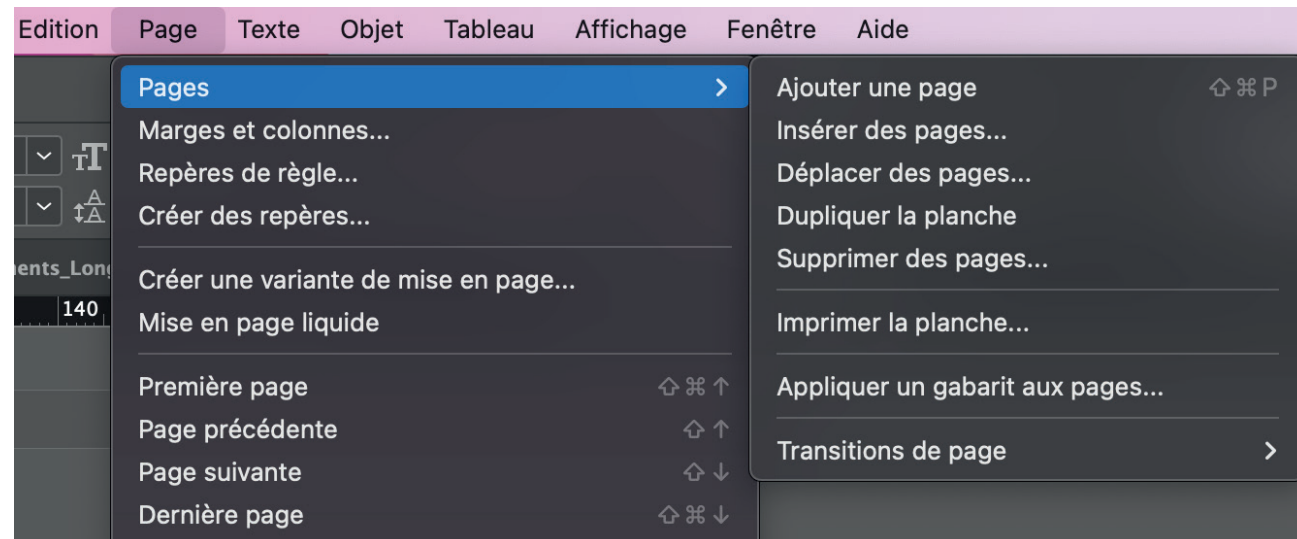 Edition Page Texte Objet Tableau Affichage Fenêtre Aide
Pages
Marges et colonnes...
Repères de règle...
Créer des repères...
Créer une variante de mise en page...
Mise en page liquide
Première page ⇧⌘↑
Page précédente ⇧↑
Page suivante ⇧↓
Dernière page ⇧⌘↓
Ajouter une page ⇧⌘P
Insérer des pages...
Déplacer des pages...
Dupliquer la planche
Supprimer des pages...
Imprimer la planche...
Appliquer un gabarit aux pages...
Transitions de page
ents_Long
140